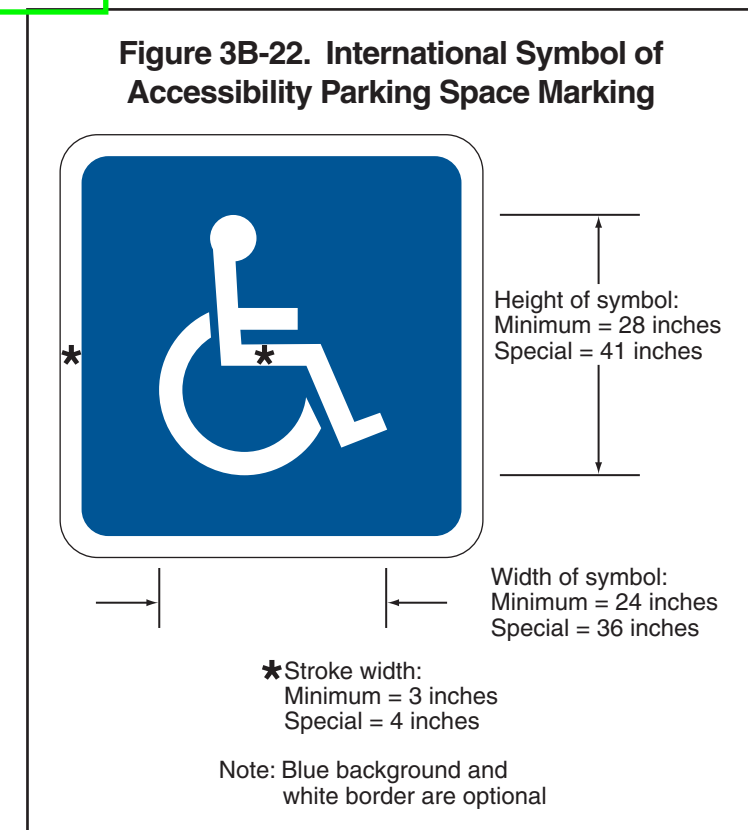 Figure 3B-22. International Symbol of
Accessibility Parking Space Marking
Height of symbol:
Minimum = 28 inches
Special = 41 inches
Width of symbol:
Minimum = 24 inches
Special = 36 inches
*Stroke width:
Minimum = 3 inches
Special = 4 inches
Note: Blue background and
white border are optional